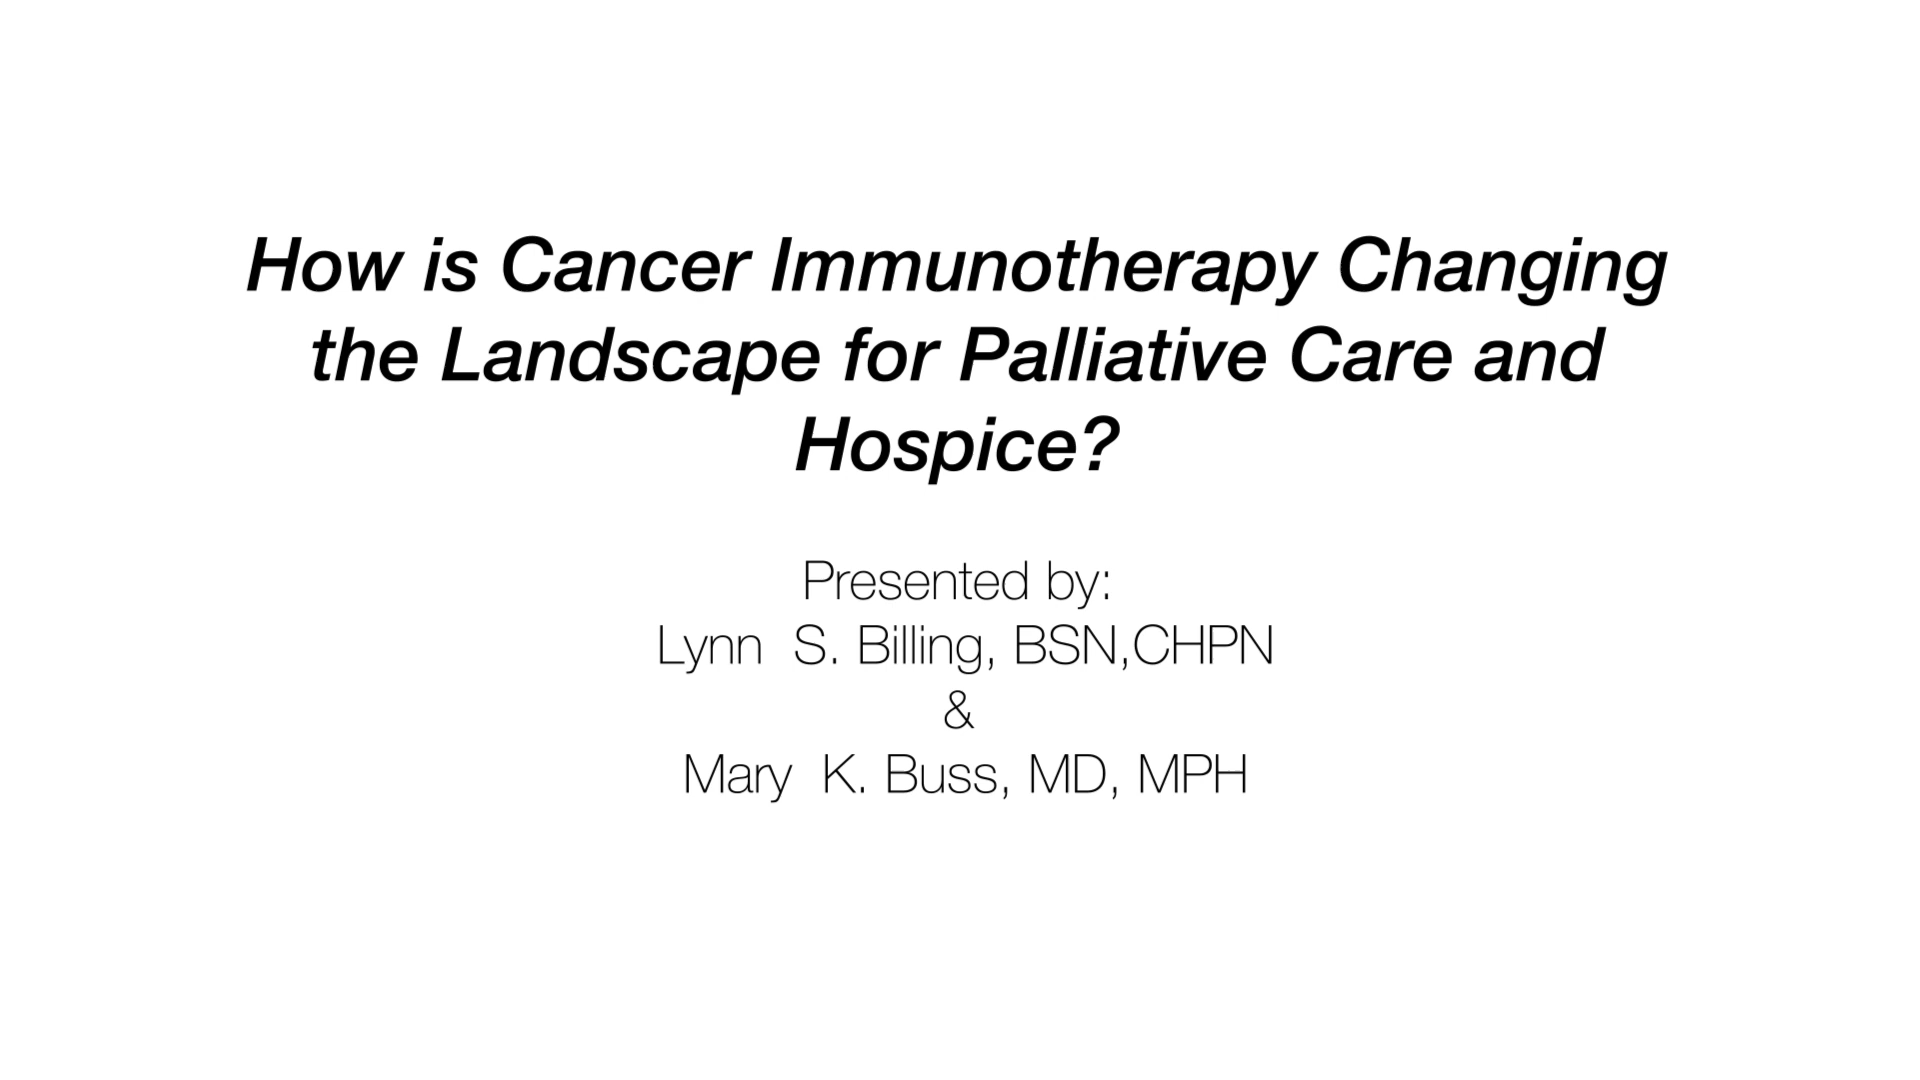 How is Cancer Immunotherapy Changing
the Landscape for Palliative Care and
Hospice?
Presented by:
Lynn  S. Billing, BSN,CHPN
&
Mary  K. Buss, MD, MPH